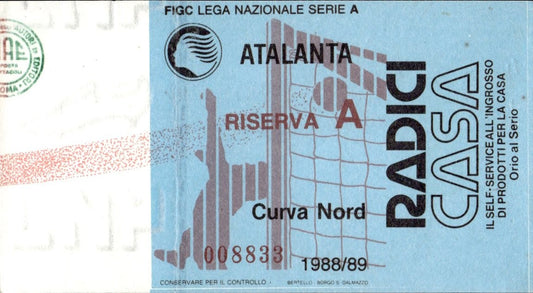 FIGC LEGA NAZIONALE SERIE A
ATALANTA
RISERVA A
Curva Nord
008833
1988/89
CONSERVARE PER IL CONTROLLO
BERTELLO - BORGO S. DALMAZZO
RADICI
CASA
IL SELF-SERVICE ALL'INGROSSO
DI PRODOTTI PER LA CASA
Orio al Serio
ROMA